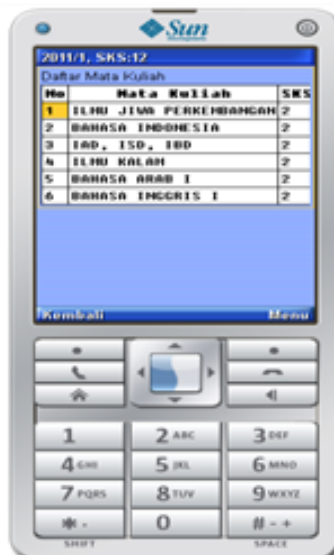 Sun
2011/1, SKS:12
Daftar Mata Kuliah
No Mata Kuliah SKS
1 ILMU JIWA PERKEMBANGAN 2
2 BAHASA INDONESIA 2
3 IAD, ISD, IBD 2
4 ILMU KALAM 2
5 BAHASA ARAB I 2
6 BAHASA INGGRIS I 2
Kembali Menu
1 2 ABC 3 DEF
4 GHI 5 JKL 6 MNO
7 PQRS 8 TUV 9 WXYZ
* . 0 # - +
SHIFT SPACE